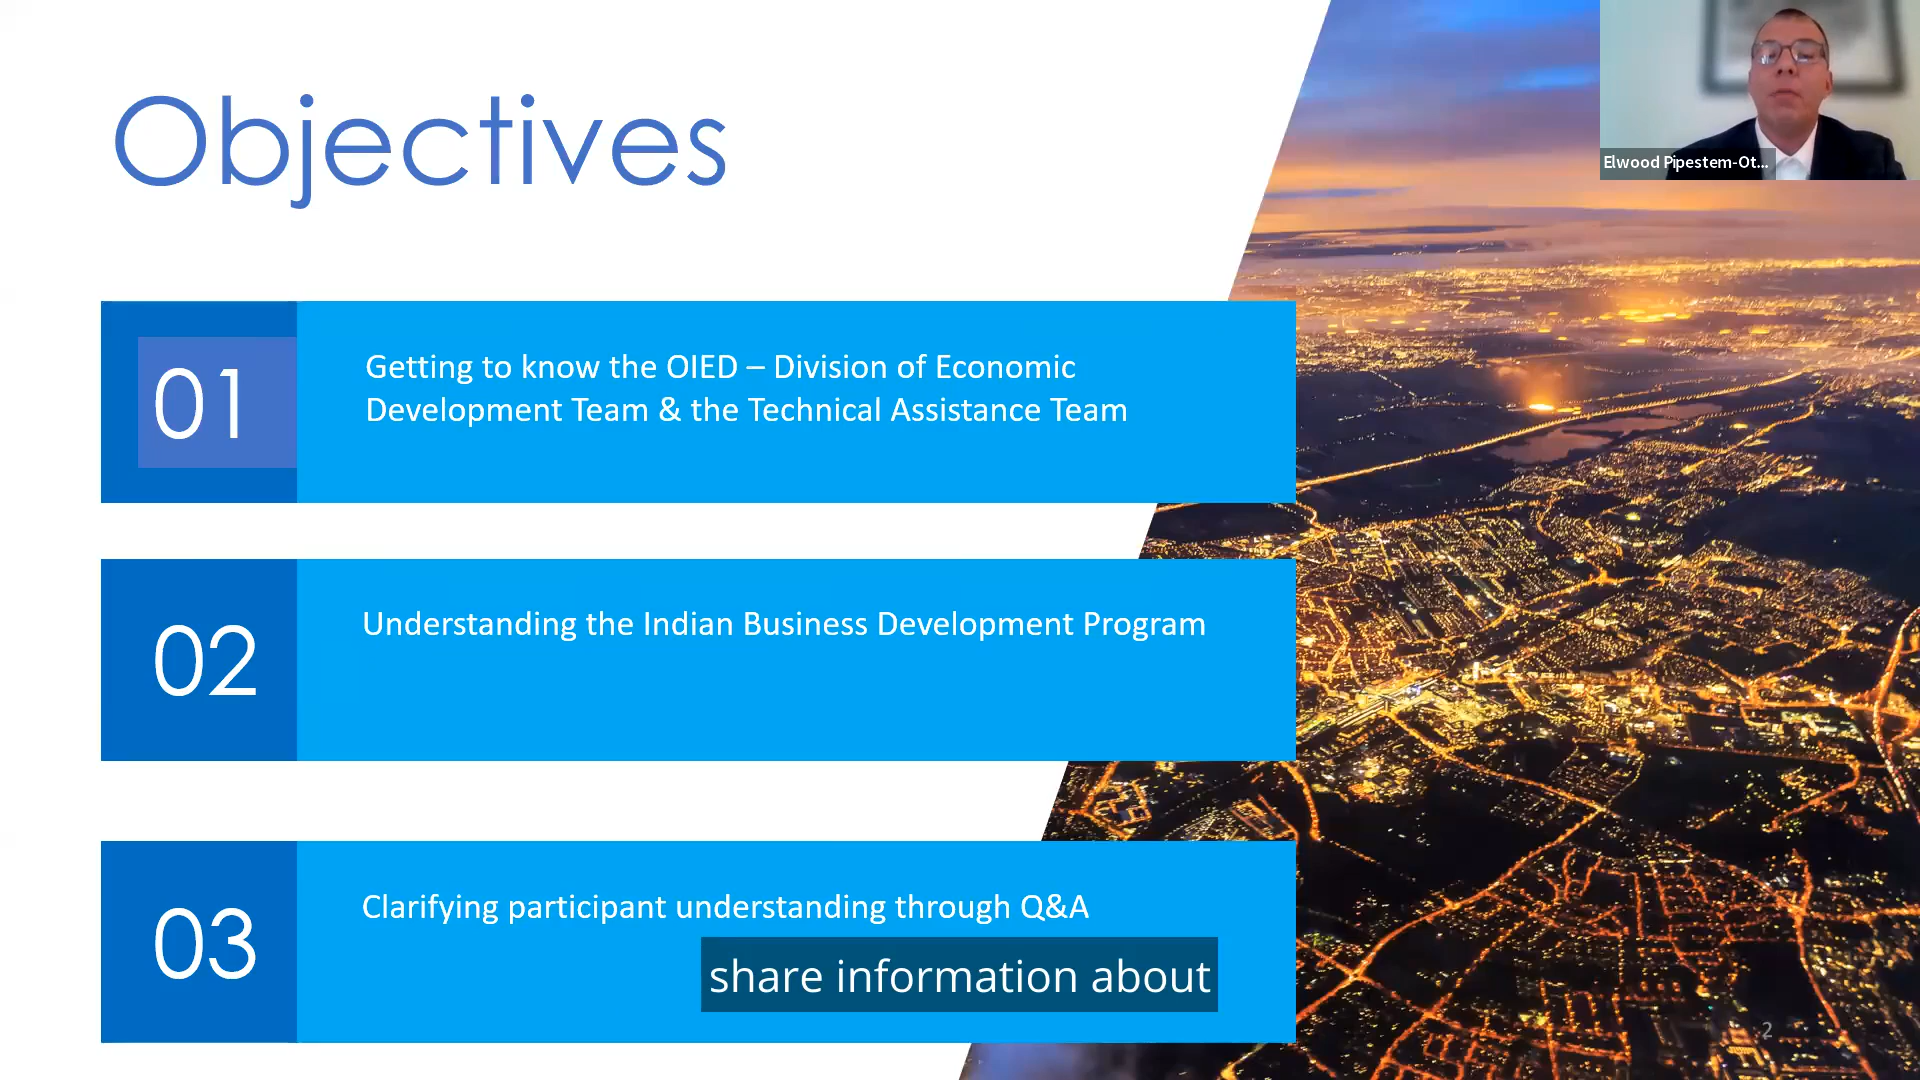 Objectives
Elwood Pipestem-Ot...
01
Getting to know the OIED – Division of Economic
Development Team & the Technical Assistance Team
02
Understanding the Indian Business Development Program
03
Clarifying participant understanding through Q&A
share information about
2